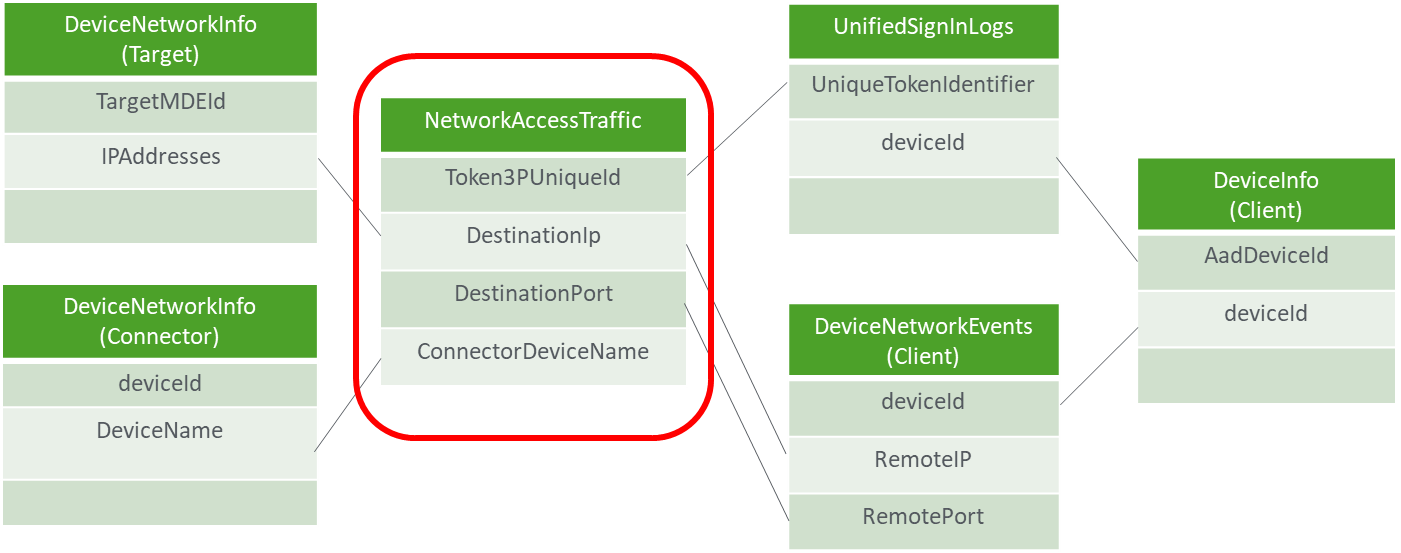 DeviceNetworkInfo
(Target)
TargetMDEId
IPAddresses
DeviceNetworkInfo
(Connector)
deviceId
DeviceName
NetworkAccessTraffic
Token3PUniqueId
DestinationIp
DestinationPort
ConnectorDeviceName
UnifiedSignInLogs
UniqueTokenIdentifier
deviceId
DeviceNetworkEvents
(Client)
deviceId
RemoteIP
RemotePort
DeviceInfo
(Client)
AadDeviceId
deviceId